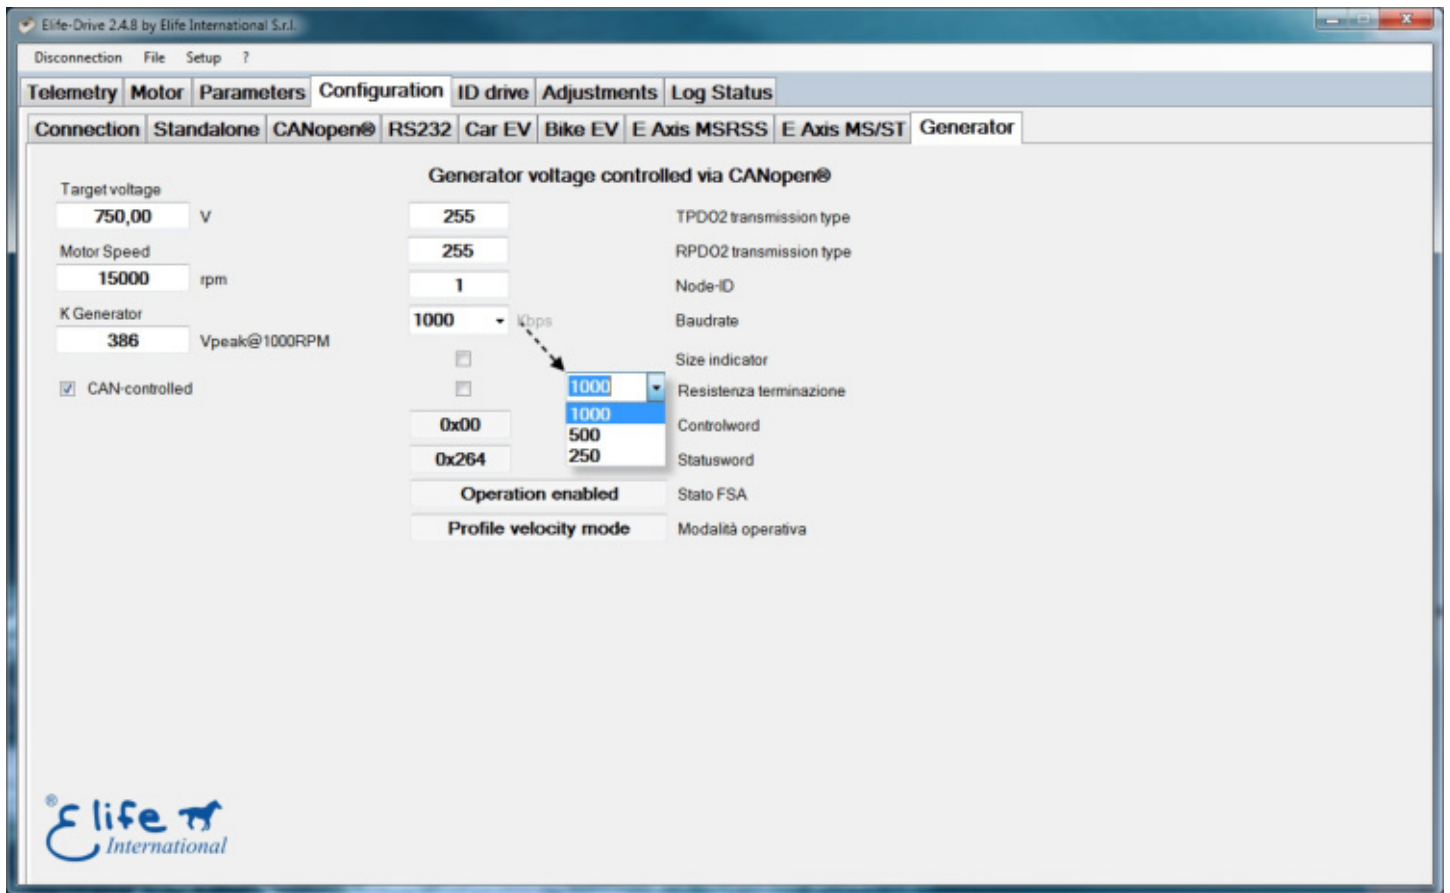 Elife-Drive 2.4.8 by Elife International S.r.l.
Disconnection File Setup ?
Telemetry Motor Parameters Configuration ID drive Adjustments Log Status
Connection Standalone CANopen® RS232 Car EV Bike EV E Axis MSRSS E Axis MS/ST Generator
Generator voltage controlled via CANopen®
Target voltage
750,00 V
255 TPDO2 transmission type
Motor Speed
255 RPDO2 transmission type
15000 rpm
1 Node-ID
K Generator
1000 Kbps Baudrate
386 Vpeak@1000RPM
Size indicator
CAN-controlled
1000 Resistenza terminazione
1000
500
250
0x00 Controlword
0x264 Statusword
Operation enabled Stato FSA
Profile velocity mode Modalità operativa
® Elife
International